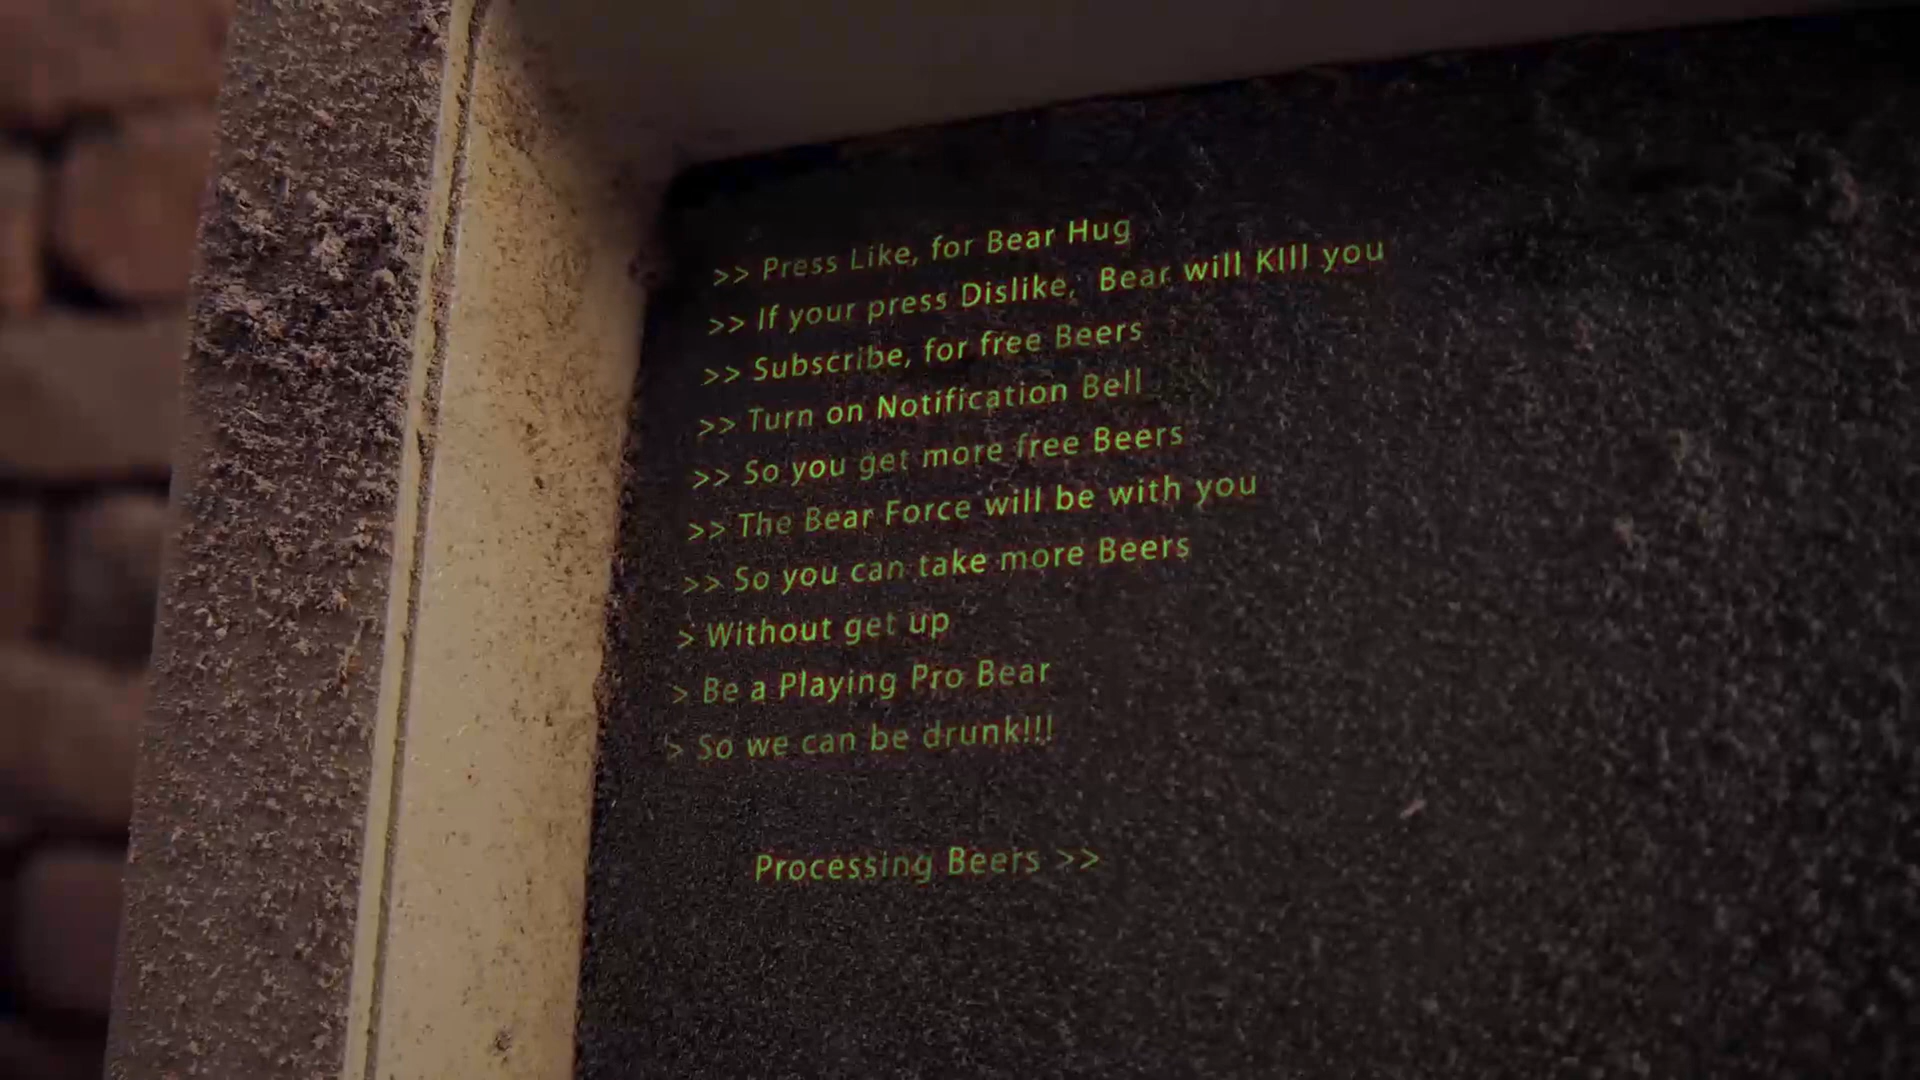 >> Press Like, for Bear Hug
>> If your press Dislike, Bear will KIll you
>> Subscribe, for free Beers
>> Turn on Notification Bell
>> So you get more free Beers
>> The Bear Force will be with you
>> So you can take more Beers
> Without get up
> Be a Playing Pro Bear
> So we can be drunk!!!
Processing Beers >>